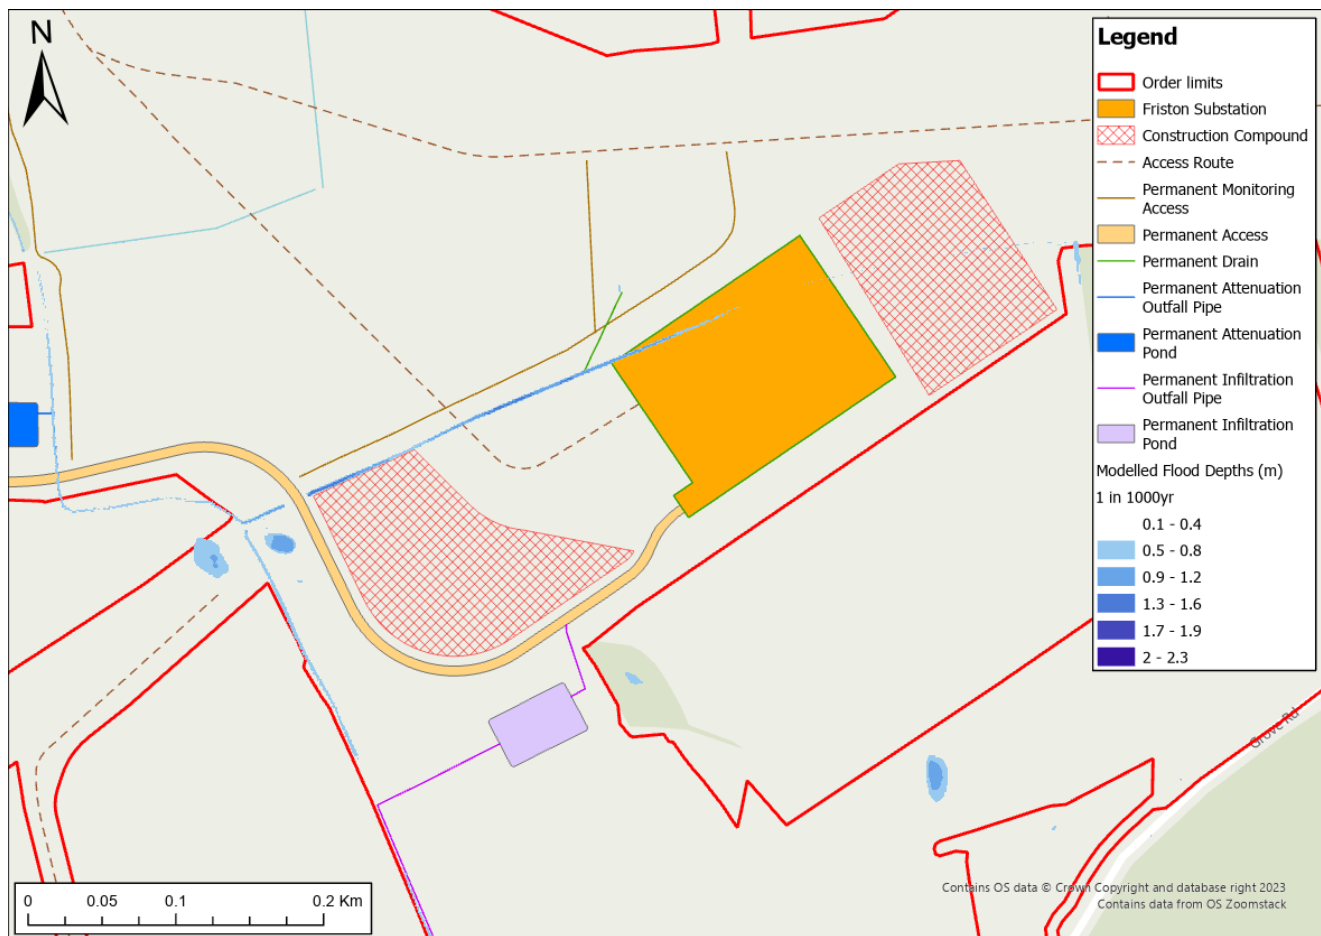 N
Legend
Order limits
Friston Substation
Construction Compound
Access Route
Permanent Monitoring
Access
Permanent Access
Permanent Drain
Permanent Attenuation
Outfall Pipe
Permanent Attenuation
Pond
Permanent Infiltration
Outfall Pipe
Permanent Infiltration
Pond
Modelled Flood Depths (m)
1 in 1000yr
0.1 - 0.4
0.5 - 0.8
0.9 - 1.2
1.3 - 1.6
1.7 - 1.9
2 - 2.3
Grove Rd
0 0.05 0.1 0.2 Km
Contains OS data © Crown Copyright and database right 2023
Contains data from OS Zoomstack